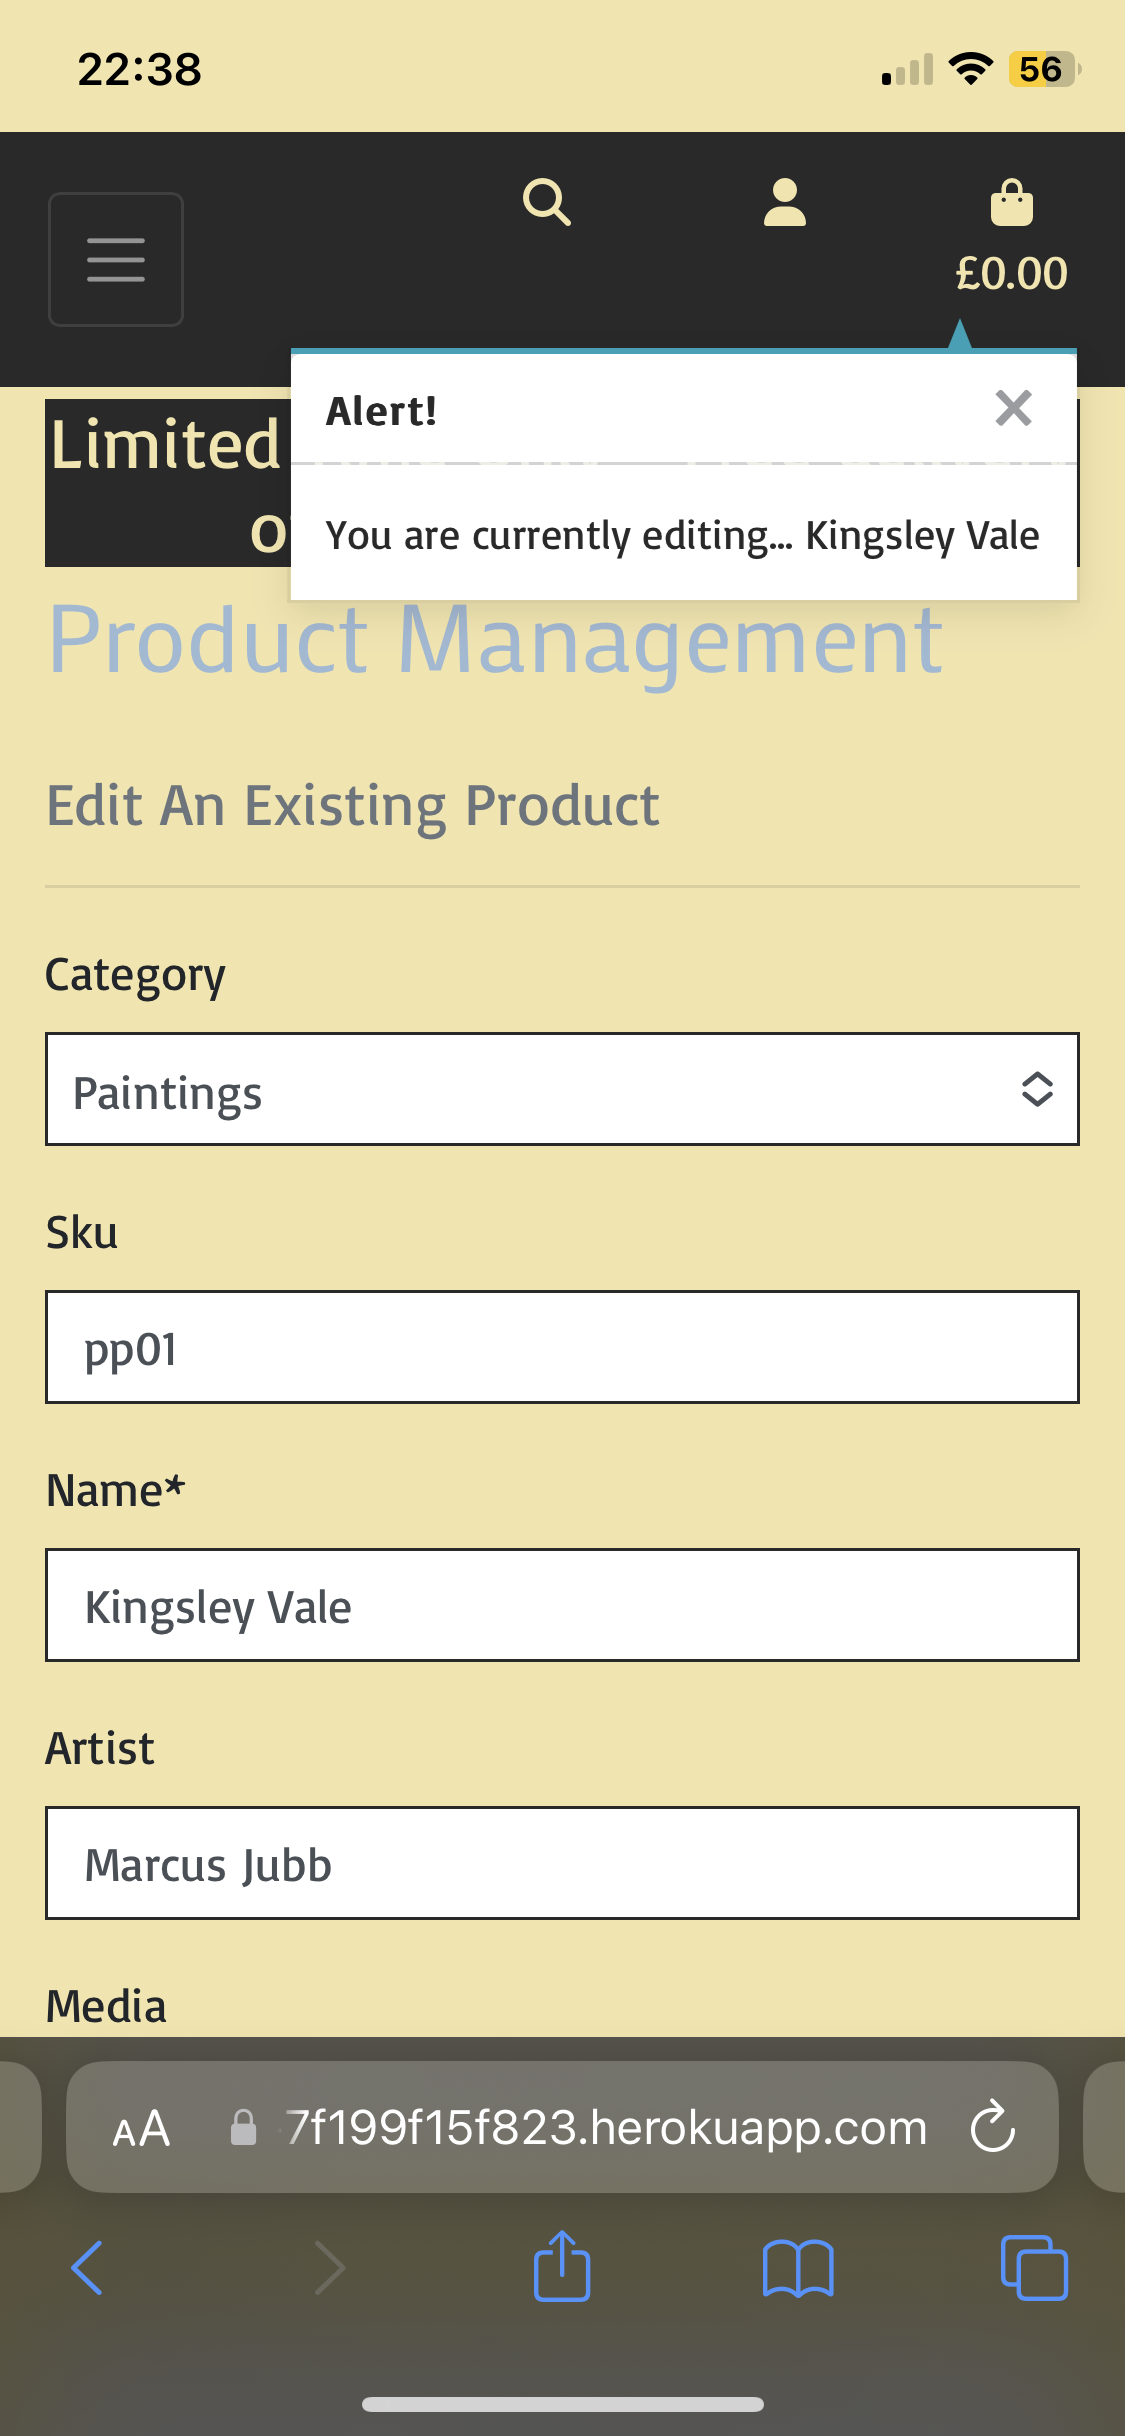 22:38
56
£0.00
Alert!
Limited
You are currently editing... Kingsley Vale
Product Management
Edit An Existing Product
Category
Paintings
Sku
pp01
Name*
Kingsley Vale
Artist
Marcus Jubb
Media
AA
7f199f15f823.herokuapp.com